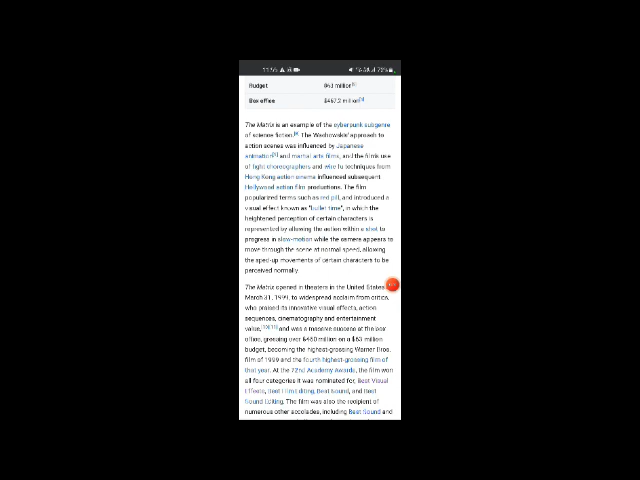 Budget $63 million
Box office $467.2 million
The Matrix is an example of the cyberpunk subgenre
of science fiction. The Wachowskis' approach to
action scenes was influenced by Japanese
animation and martial arts films, and the film's use
of fight choreographers and wire fu techniques from
Hong Kong action cinema influenced subsequent
Hollywood action film productions. The film
popularized terms such as red pill, and introduced a
visual effect known as "bullet time", in which the
heightened perception of certain characters is
represented by allowing the action within a shot to
progress in slow-motion while the camera appears to
move through the scene at normal speed, allowing
the sped-up movements of certain characters to be
perceived normally
The Matrix opened in theaters in the United States
March 31, 1999, to widespread acclaim from critics,
who praised its innovative visual effects, action
sequences, cinematography and entertainment
value, and was a massive success at the box
office, grossing over $460 million on a $63 million
budget, becoming the highest-grossing Warner Bros.
film of 1999 and the fourth highest-grossing film of
that year. At the 72nd Academy Awards, the film won
all four categories it was nominated for, Best Visual
Effects, Best Film Editing, Best Sound, and Best
Sound Editing. The film was also the recipient of
numerous other accolades, including Best Sound and